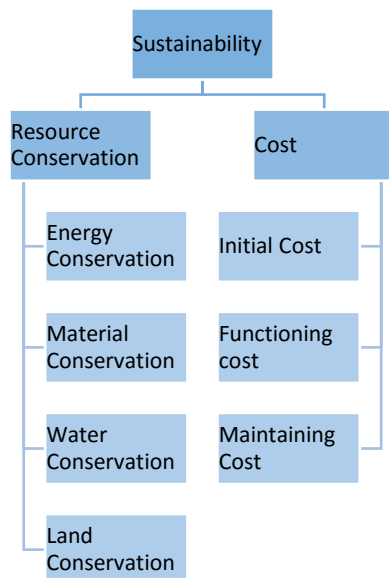 Sustainability
Resource
Conservation
Cost
Energy
Conservation
Initial Cost
Material
Conservation
Functioning
cost
Water
Conservation
Maintaining
Cost
Land
Conservation